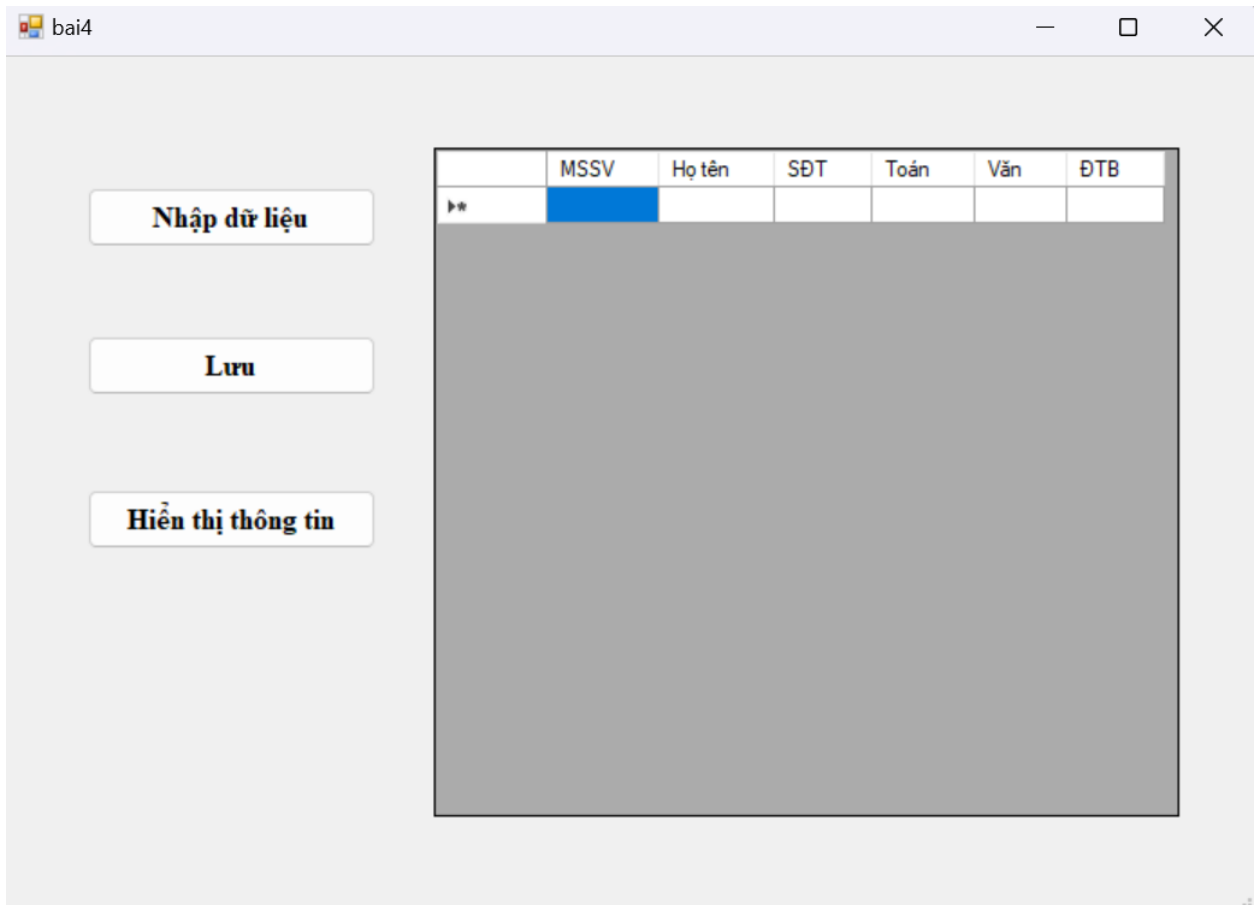 bai4
MSSV Họ tên SĐT Toán Văn ĐTB
Nhập dữ liệu
Lưu
Hiển thị thông tin